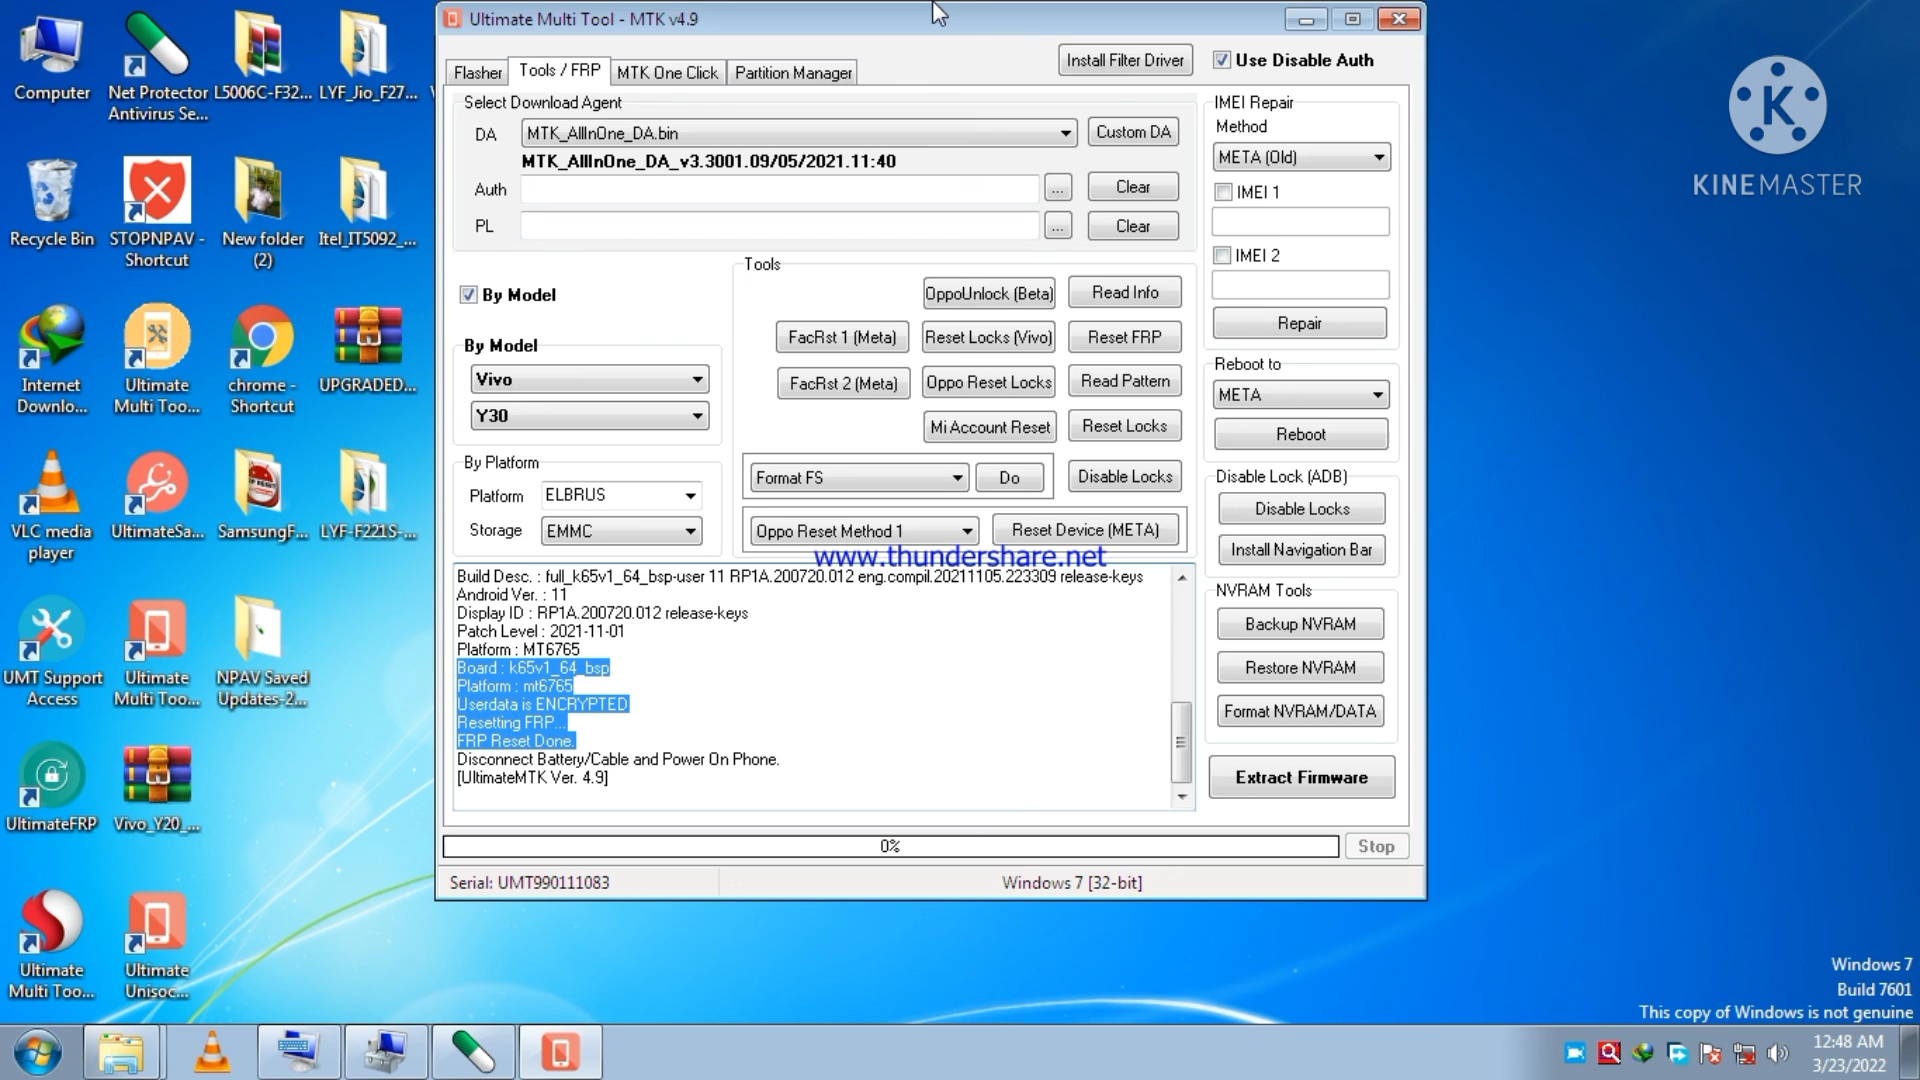 Computer
Net Protector
Antivirus Se...
L5006C-F32...
LYF_Jio_F27...
Recycle Bin
STOPNPAV -
Shortcut
New folder
(2)
Itel_IT5092_...
Internet
Downlo...
Ultimate
Multi Too...
chrome -
Shortcut
UPGRADED...
VLC media
player
UltimateSa...
SamsungF...
LYF-F221S-...
UMT Support
Access
Ultimate
Multi Too...
NPAV Saved
Updates-2...
UltimateFRP
Vivo_Y20_...
Ultimate
Multi Too...
Ultimate
Unisoc...
Ultimate Multi Tool - MTK v4.9
Flasher
Tools / FRP
MTK One Click
Partition Manager
Install Filter Driver
Use Disable Auth
Select Download Agent
DA
MTK_AllInOne_DA.bin
Custom DA
MTK_AllInOne_DA_v3.3001.09/05/2021.11:40
Auth
...
Clear
PL
...
Clear
By Model
By Model
Vivo
Y30
By Platform
Platform
ELBRUS
Storage
EMMC
Tools
OppoUnlock (Beta)
Read Info
FacRst 1 (Meta)
Reset Locks (Vivo)
Reset FRP
FacRst 2 (Meta)
Oppo Reset Locks
Read Pattern
Mi Account Reset
Reset Locks
Format FS
Do
Disable Locks
Oppo Reset Method 1
Reset Device (META)
www.thundershare.net
Build Desc. : full_k65v1_64_bsp-user 11 RP1A.200720.012 eng.compil.20211105.223309 release-keys
Android Ver. : 11
Display ID : RP1A.200720.012 release-keys
Patch Level : 2021-11-01
Platform : MT6765
Board : k65v1_64_bsp
Platform : mt6765
Userdata is ENCRYPTED
Resetting FRP...
FRP Reset Done.
Disconnect Battery/Cable and Power On Phone.
[UltimateMTK Ver. 4.9]
IMEI Repair
Method
META (Old)
IMEI 1
IMEI 2
Repair
Reboot to
META
Reboot
Disable Lock (ADB)
Disable Locks
Install Navigation Bar
NVRAM Tools
Backup NVRAM
Restore NVRAM
Format NVRAM/DATA
Extract Firmware
0%
Stop
Serial: UMT990111083
Windows 7 [32-bit]
K
KINEMASTER
Windows 7
Build 7601
This copy of Windows is not genuine
12:48 AM
3/23/2022